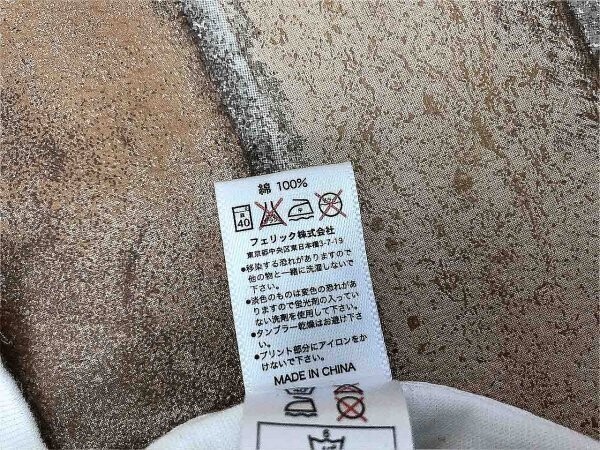 綿 100%
40
フェリック株式会社
東京都中央区東日本橋3-7-19
●移染する恐れがありますので
他の物と一緒に洗濯しないで
下さい。
●淡色のものは変色の恐れがあ
りますので蛍光剤の入ってい
ない洗剤を使用して下さい。
●タンブラー乾燥はお避け下さ
い。
●プリント部分にアイロンをか
けないで下さい。
MADE IN CHINA